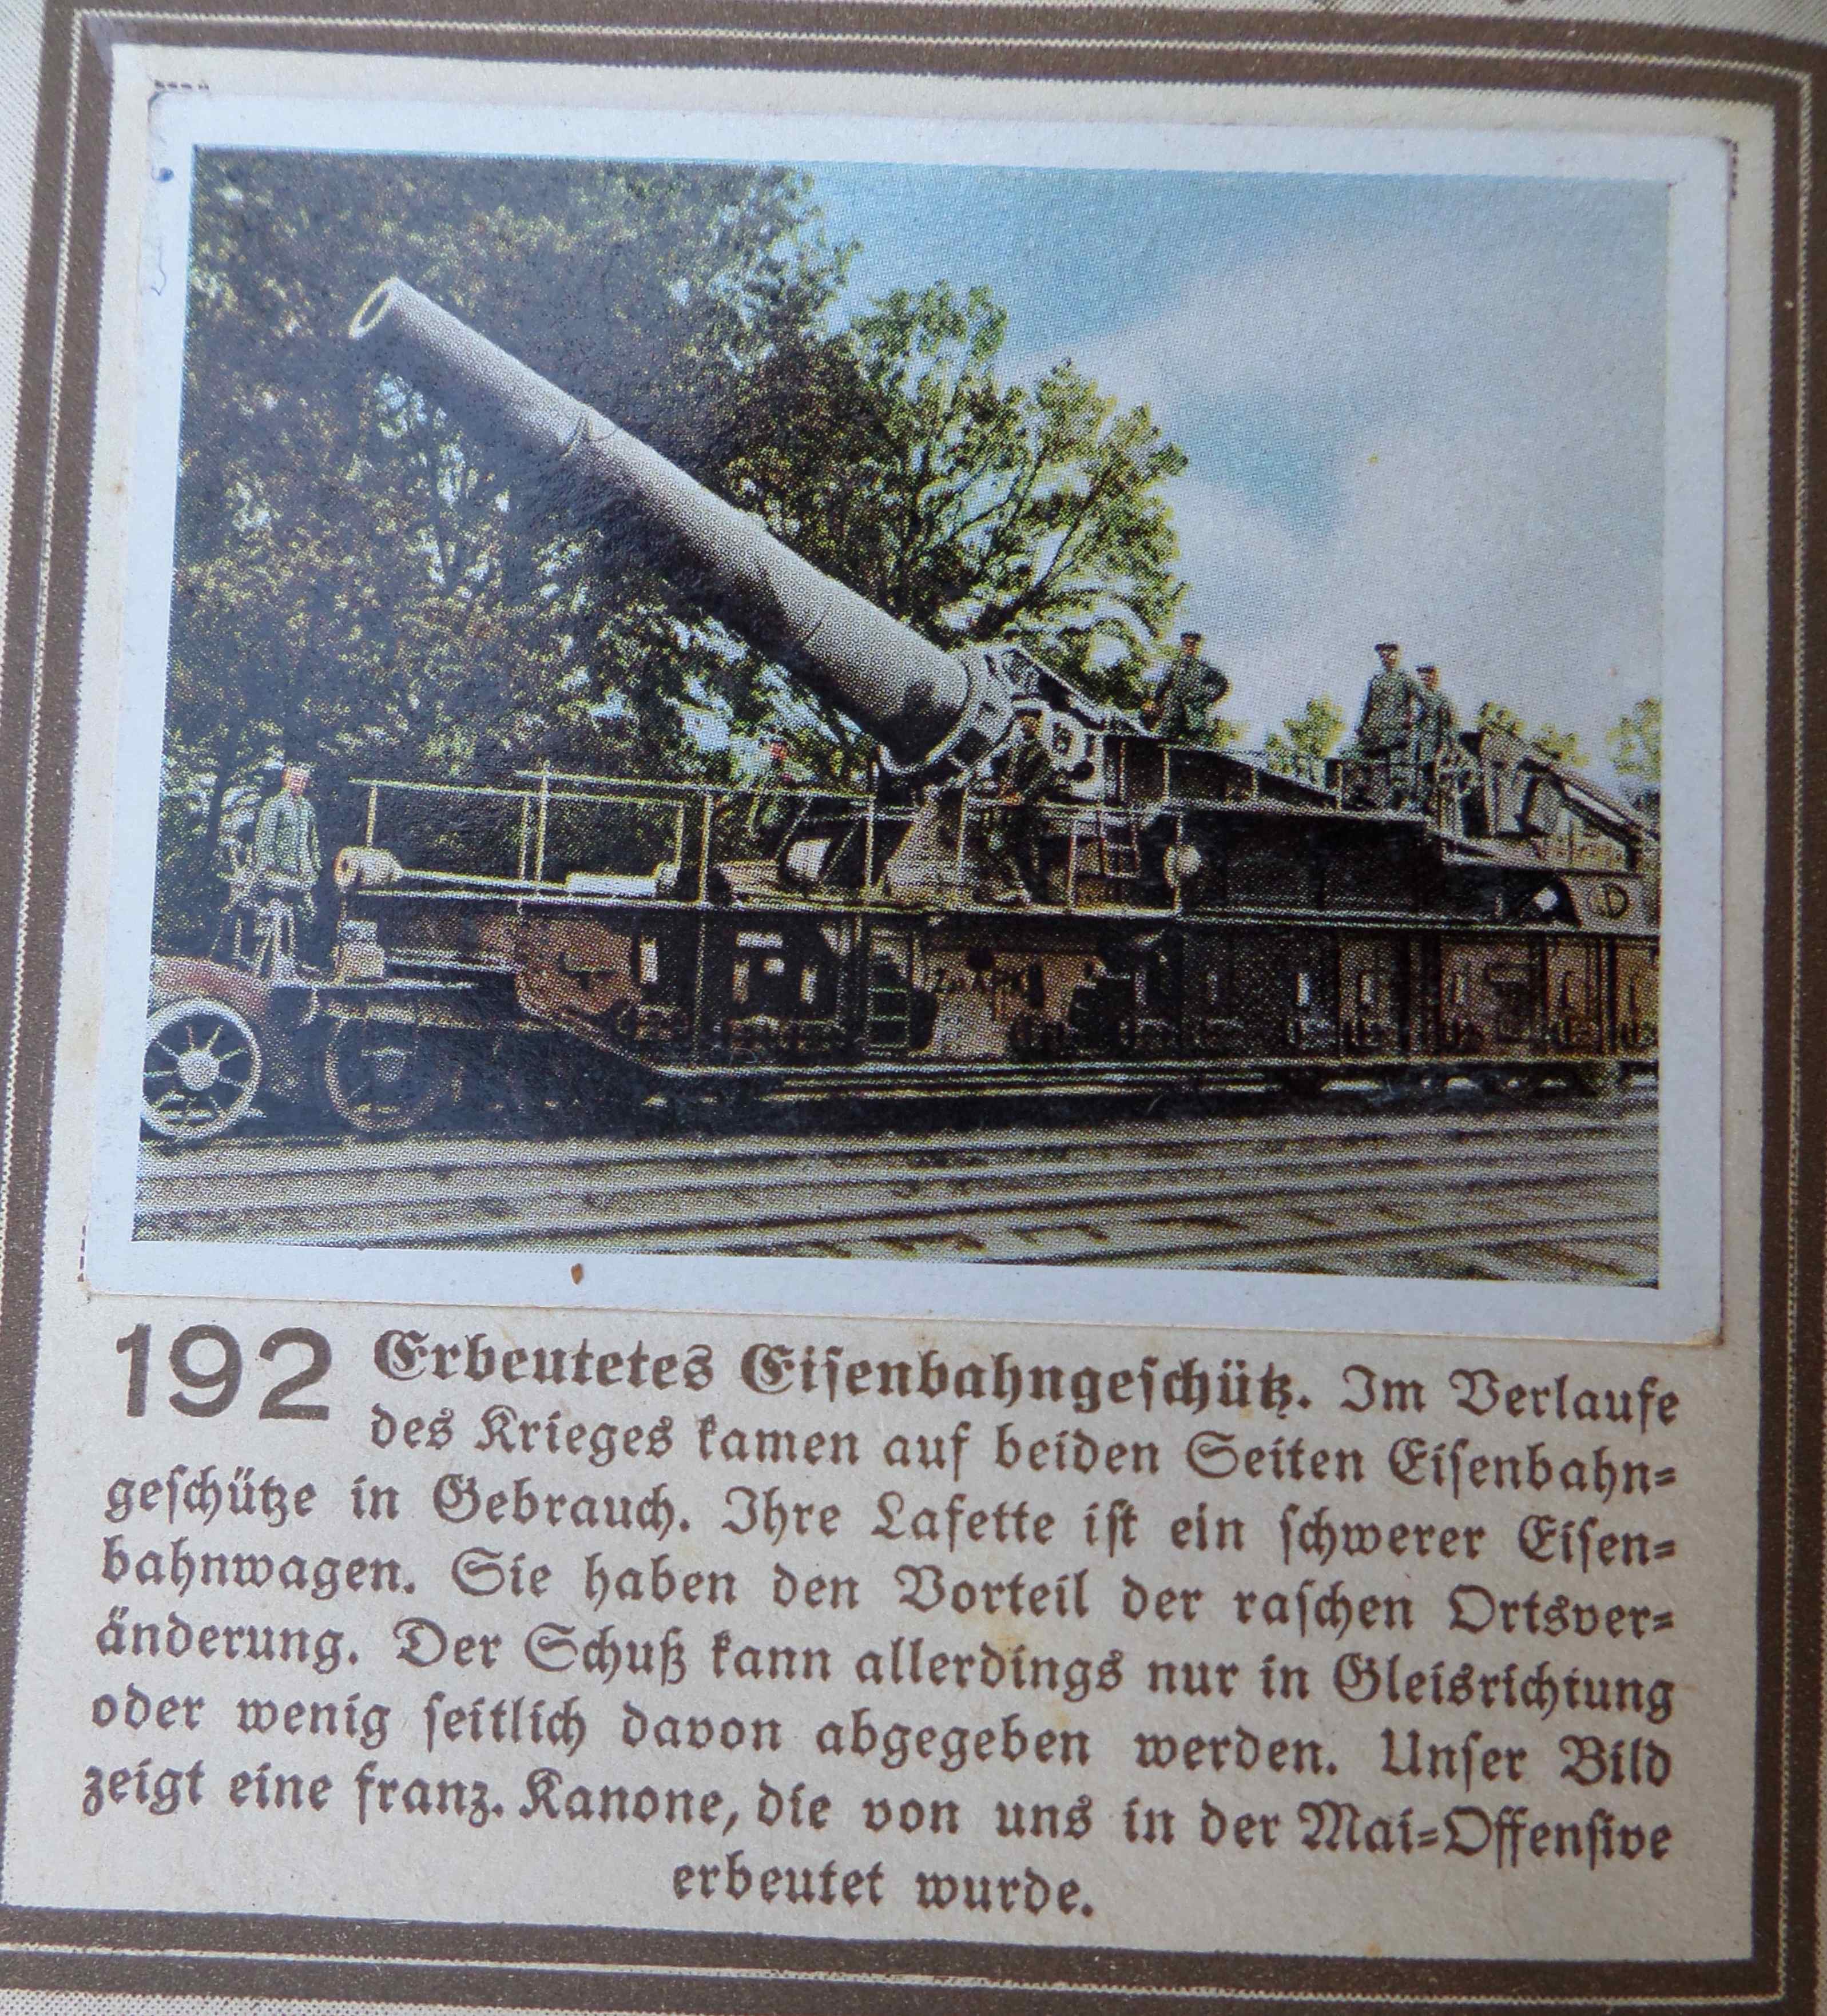 192 Erbeutetes Eisenbahngeschütz. Im Verlaufe
des Krieges kamen auf beiden Seiten Eisenbahn-
geschütze in Gebrauch. Ihre Lafette ist ein schwerer Eisen-
bahnwagen. Sie haben den Vorteil der raschen Ortsver-
änderung. Der Schuß kann allerdings nur in Gleisrichtung
oder wenig seitlich davon abgegeben werden. Unser Bild
zeigt eine franz. Kanone, die von uns in der Mai-Offensive
erbeutet wurde.